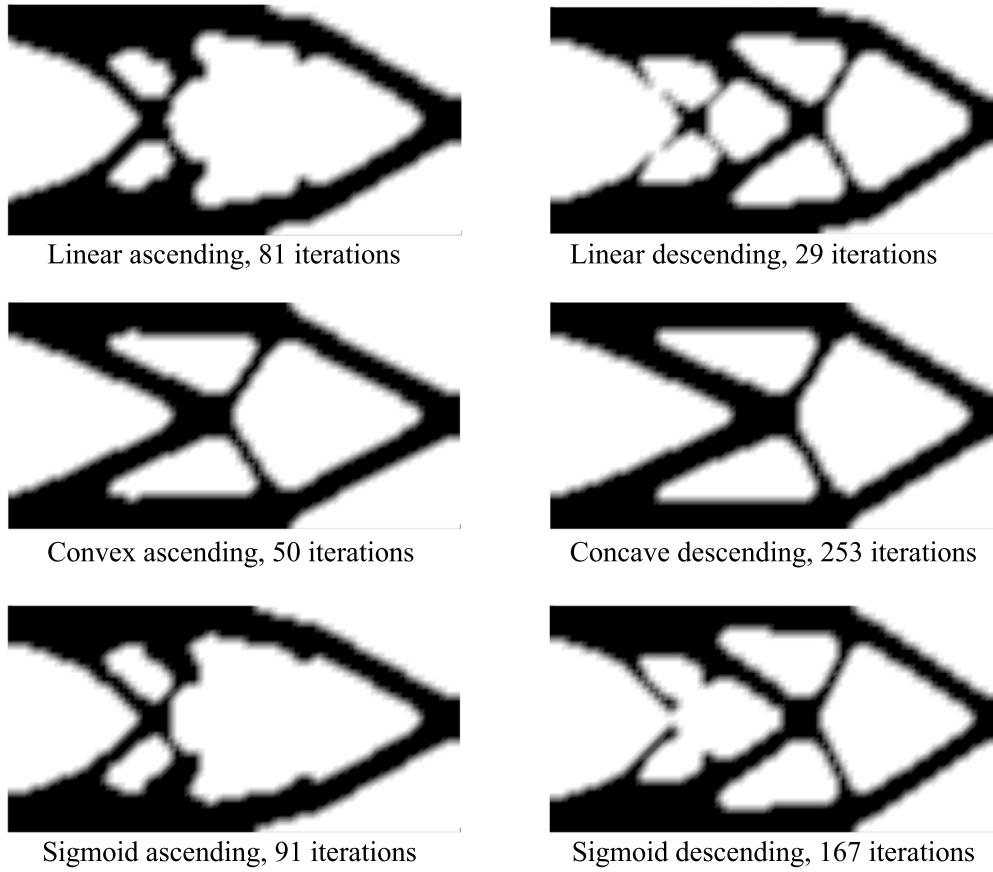 Linear ascending, 81 iterations
Linear descending, 29 iterations
Convex ascending, 50 iterations
Concave descending, 253 iterations
Sigmoid ascending, 91 iterations
Sigmoid descending, 167 iterations